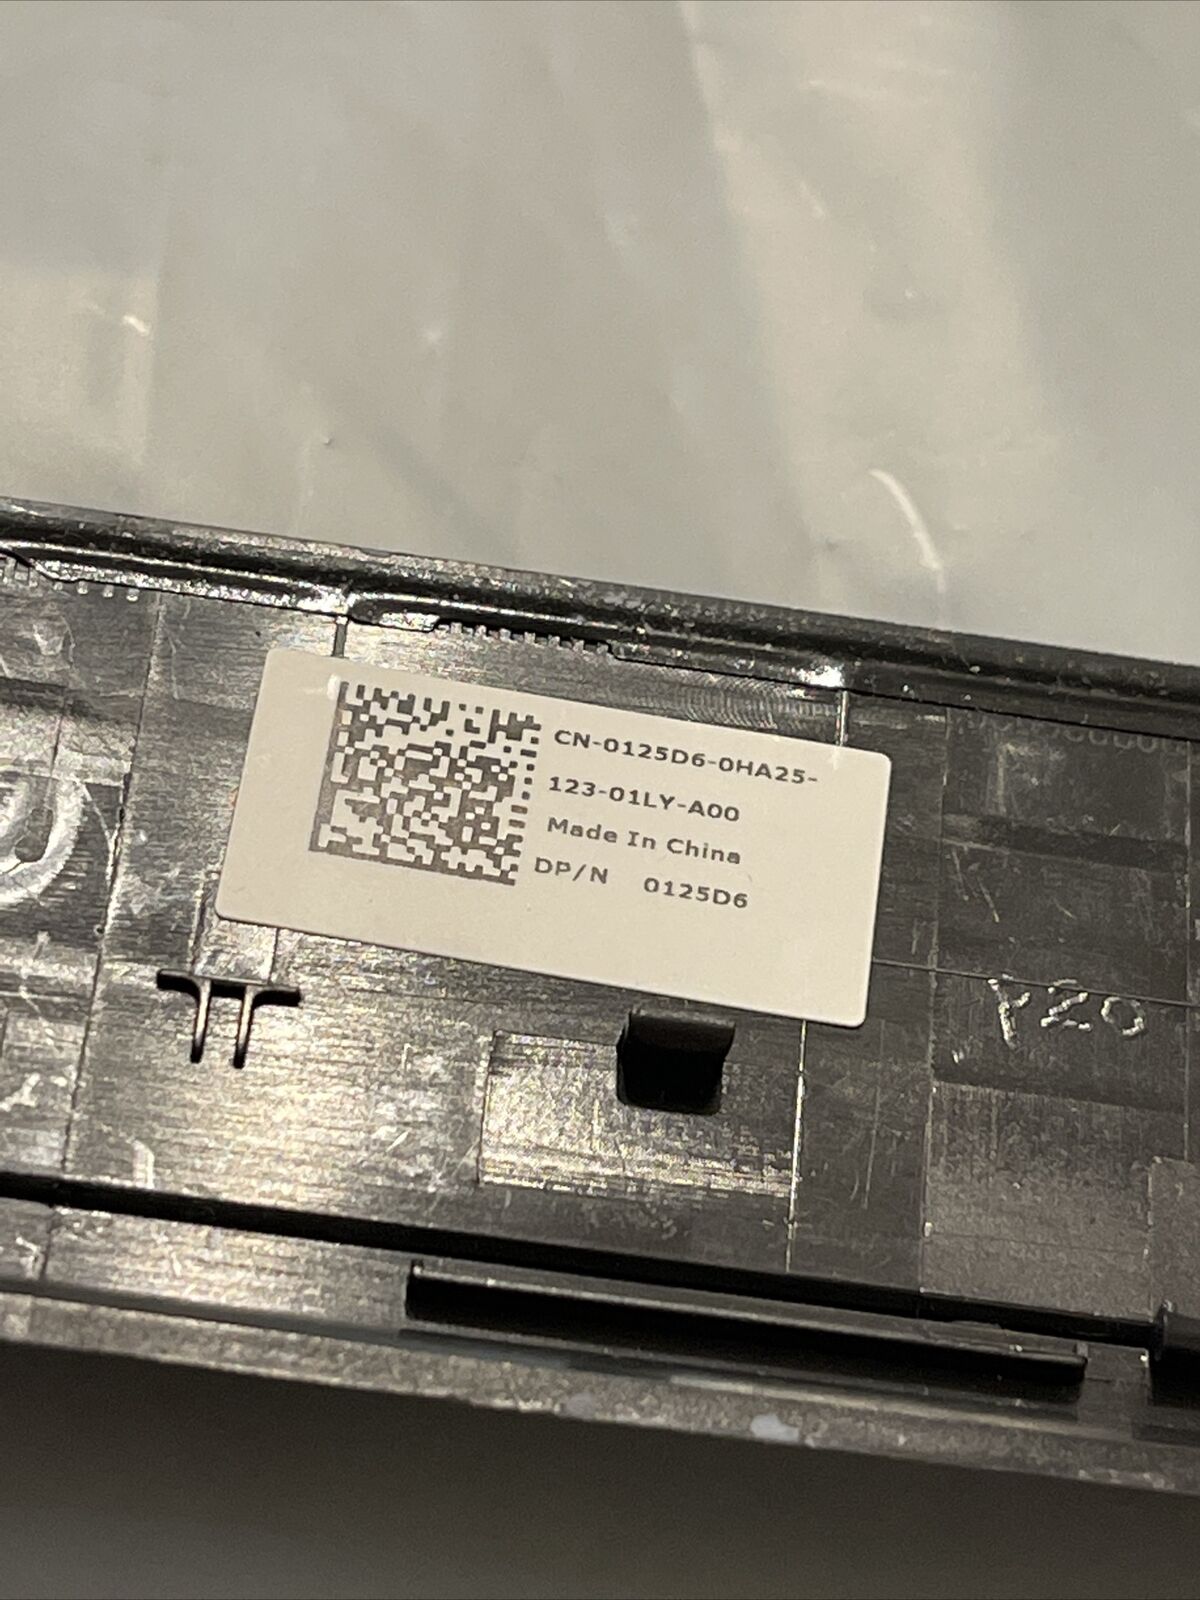 CN-0125D6-0HA25-
123-01LY-A00
Made In China
DP/N 0125D6